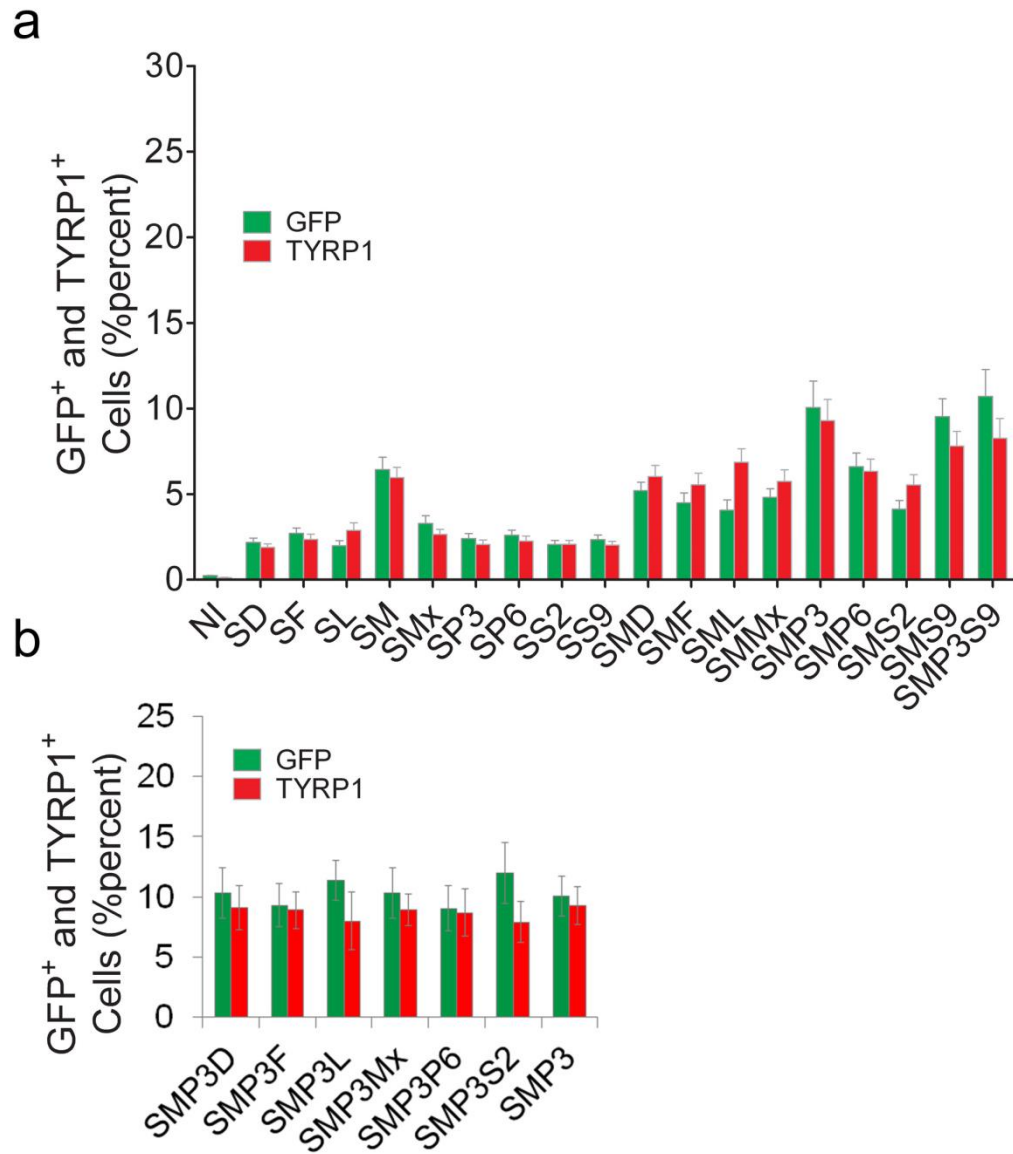 a
GFP⁺ and TYRP1⁺
Cells (%percent)
30
25
20
15
10
5
0
GFP
TYRP1
NI
SD
SF
SL
SM
SMx
SP3
SP6
SS2
SS9
SMD
SMF
SML
SMMx
SMP3
SMP6
SMS2
SMS9
SMP3S9
b
GFP⁺ and TYRP1⁺
Cells (%percent)
25
20
15
10
5
0
GFP
TYRP1
SMP3D
SMP3F
SMP3L
SMP3Mx
SMP3P6
SMP3S2
SMP3